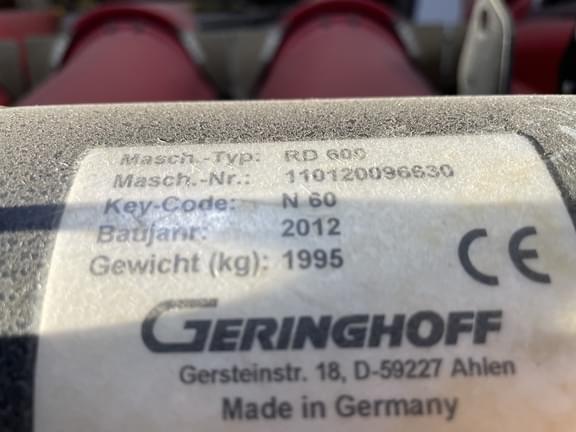 Masch.-Typ: RD 600
Masch.-Nr.: 110120096630
Key-Code: N 60
Baujahr: 2012
Gewicht (kg): 1995
CE
GERINGHOFF
Gersteinstr. 18, D-59227 Ahlen
Made in Germany